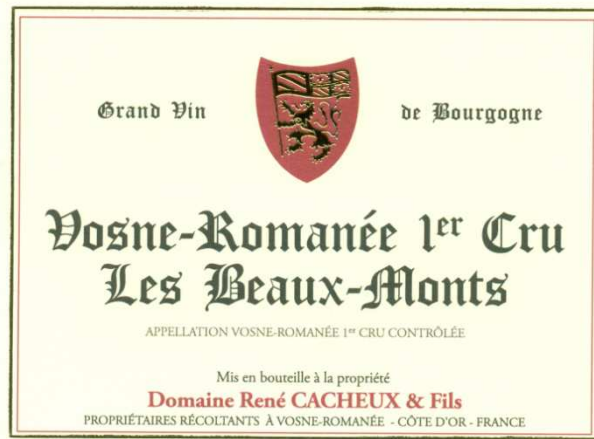 Grand Vin de Bourgogne
Vosne-Romanée 1er Cru
Les Beaux-Monts
APPELLATION VOSNE-ROMANÉE 1er CRU CONTRÔLÉE
Mis en bouteille à la propriété
Domaine René CACHEUX & Fils
PROPRIÉTAIRES RÉCOLTANTS À VOSNE-ROMANÉE - CÔTE D'OR - FRANCE